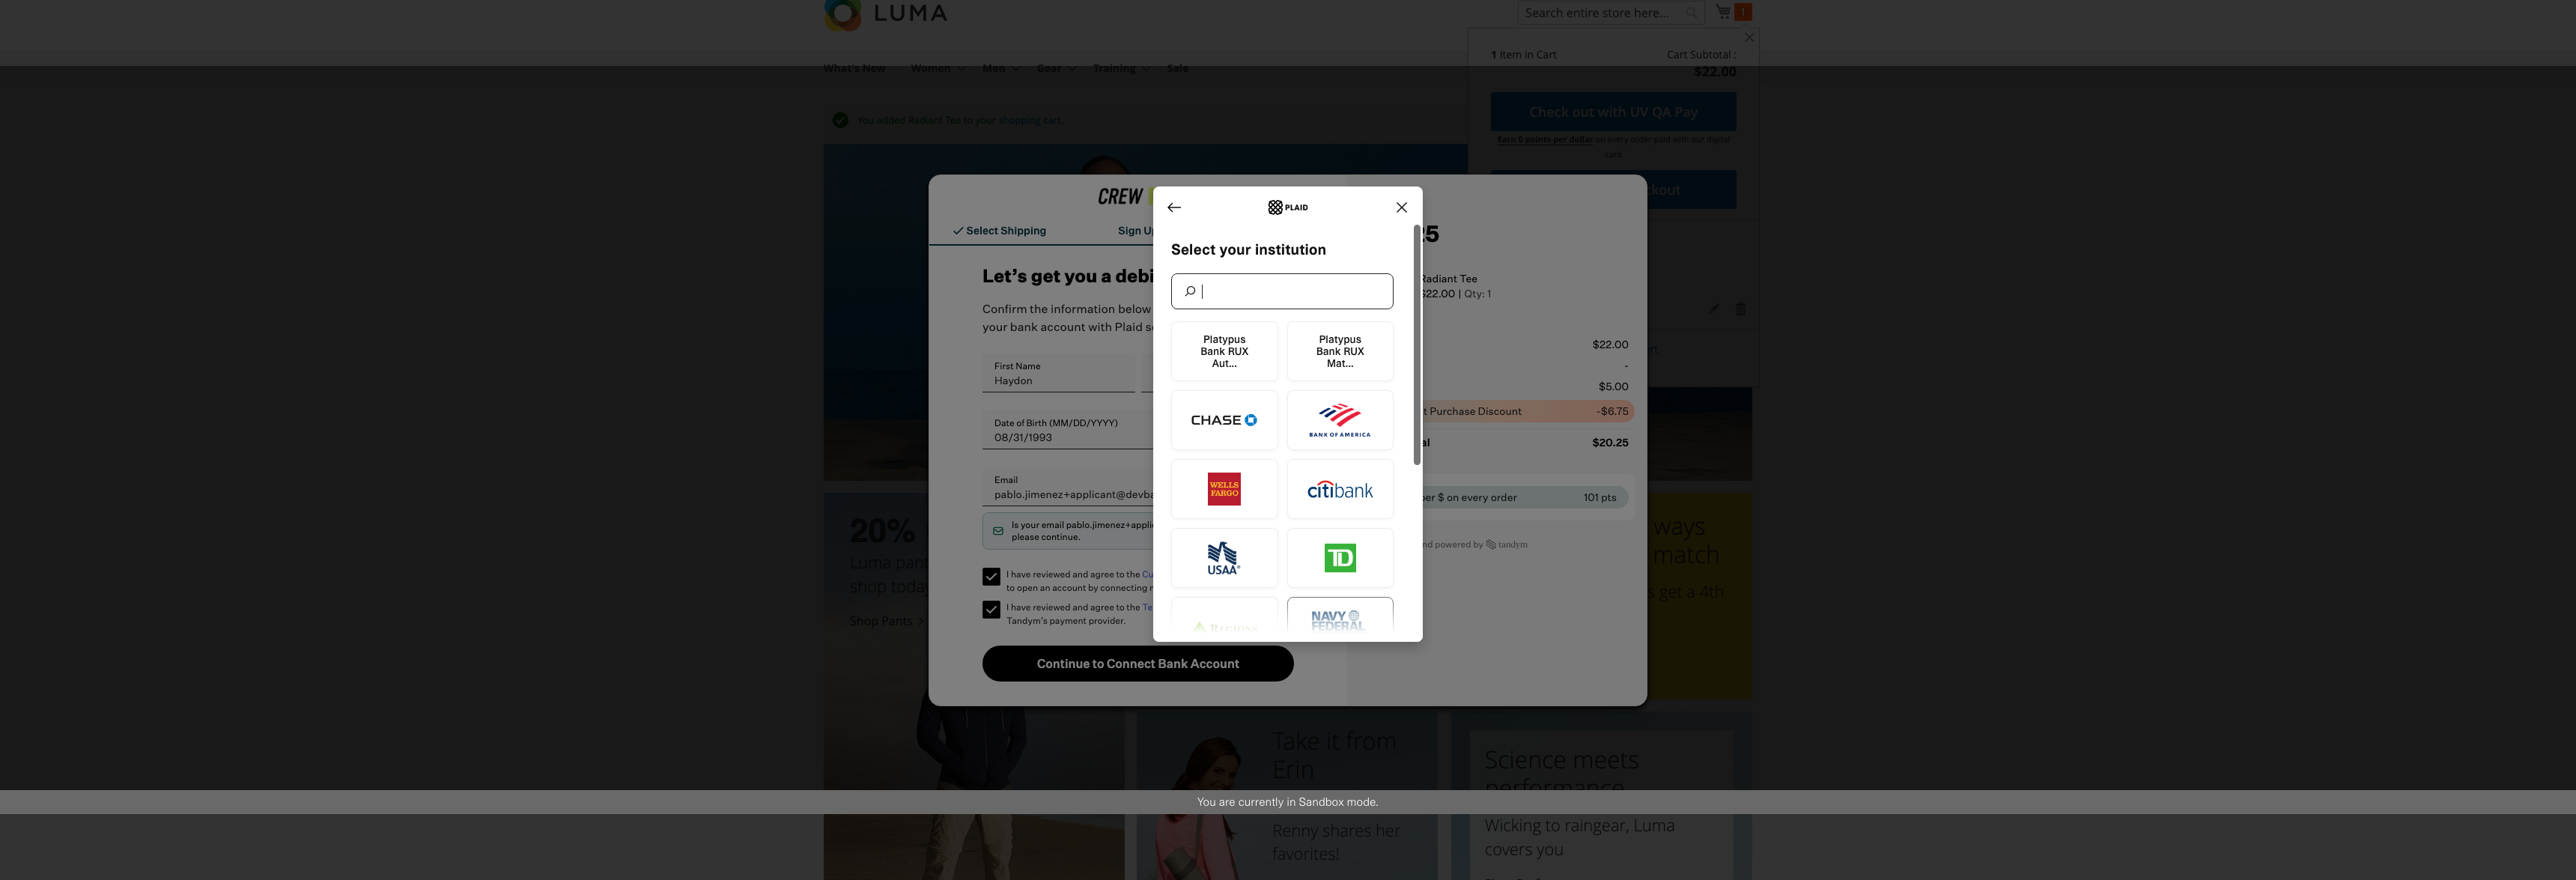 LUMA
Search entire store here...
1
1 Item in Cart
Cart Subtotal :
$22.00
What's New Women Men Gear Training Sale
Check out with UV QA Pay
You added Radiant Tee to your shopping cart.
Earn 0 points per dollar on every order paid with our digital
card
kout
CREW
Select Shipping
Sign U
Let's get you a debi
Confirm the information below
your bank account with Plaid s
First Name
Haydon
Date of Birth (MM/DD/YYYY)
08/31/1993
Email
pablo.jimenez+applicant@devba
Is your email pablo.jimenez+appli
please continue.
I have reviewed and agree to the Cu
to open an account by connecting
I have reviewed and agree to the Te
Tandym's payment provider.
Continue to Connect Bank Account
PLAID
Select your institution
Platypus
Bank RUX
Aut...
Platypus
Bank RUX
Mat...
CHASE
BANK OF AMERICA
WELLS
FARGO
citibank
USAA
TD
REGIONS
NAVY
FEDERAL
5
Radiant Tee
$22.00 | Qty: 1
$22.00
-
$5.00
t Purchase Discount
-$6.75
al
$20.25
per $ on every order
101 pts
nd powered by tandym
20%
Luma pan
shop toda
Shop Pants
ways
match
s get a 4th
Take it from
Erin
Science meets
performance
You are currently in Sandbox mode.
Renny shares her
favorites!
Wicking to raingear, Luma
covers you